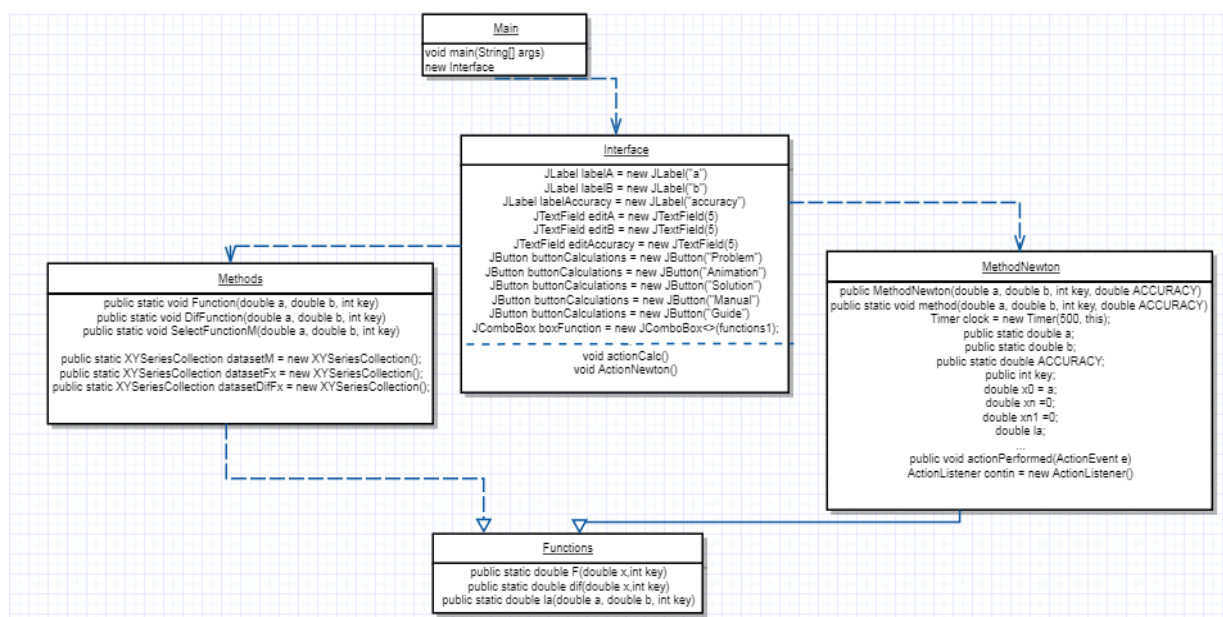 Main
void main(String[] args)
new Interface
Interface
JLabel labelA = new JLabel("a")
JLabel labelB = new JLabel("b")
JLabel labelAccuracy = new JLabel("accuracy")
JTextField editA = new JTextField(5)
JTextField editB = new JTextField(5)
JTextField editAccuracy = new JTextField(5)
JButton buttonCalculations = new JButton("Problem")
JButton buttonCalculations = new JButton("Animation")
JButton buttonCalculations = new JButton("Solution")
JButton buttonCalculations = new JButton("Manual")
JButton buttonCalculations = new JButton("Guide")
JComboBox boxFunction = new JComboBox<>(functions1);
void actionCalc()
void ActionNewton()
Methods
public static void Function(double a, double b, int key)
public static void DifFunction(double a, double b, int key)
public static void SelectFunctionM(double a, double b, int key)
public static XYSeriesCollection datasetM = new XYSeriesCollection();
public static XYSeriesCollection datasetFx = new XYSeriesCollection();
public static XYSeriesCollection datasetDifFx = new XYSeriesCollection();
MethodNewton
public MethodNewton(double a, double b, int key, double ACCURACY)
public static void method(double a, double b, int key, double ACCURACY)
Timer clock = new Timer(500, this);
public static double a;
public static double b;
public static double ACCURACY;
public int key;
double x0 = a;
double xn =0;
double xn1 =0;
double la;
...
public void actionPerformed(ActionEvent e)
ActionListener contin = new ActionListener()
Functions
public static double F(double x,int key)
public static double dif(double x,int key)
public static double la(double a, double b, int key)